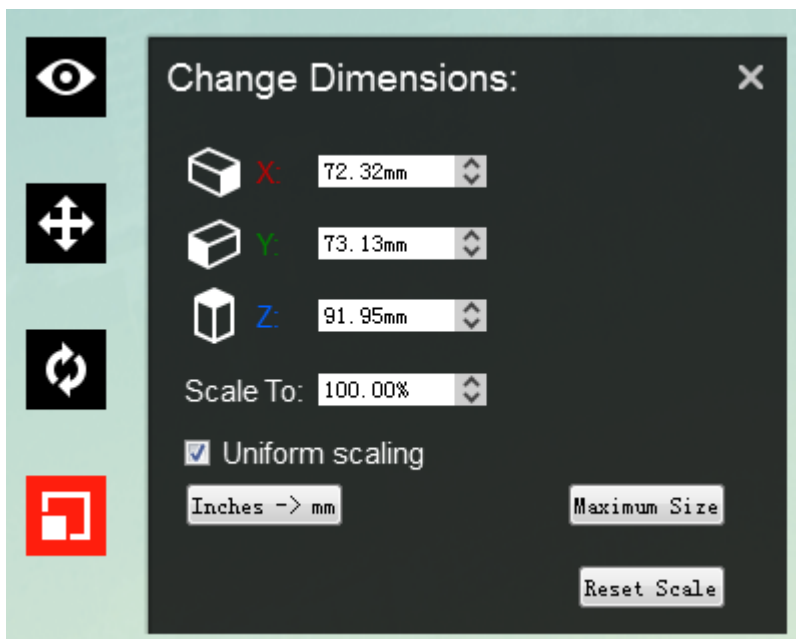 Change Dimensions:
X: 72.32mm
Y: 73.13mm
Z: 91.95mm
Scale To: 100.00%
Uniform scaling
Inches -> mm Maximum Size
Reset Scale